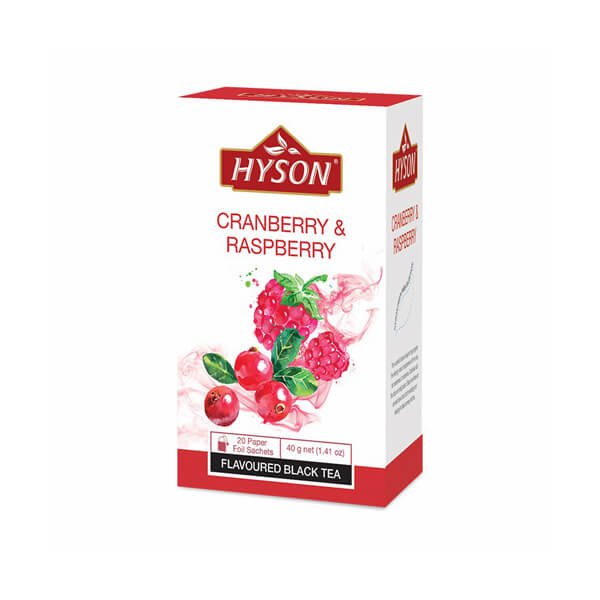 HYSON®
CRANBERRY &
RASPBERRY
20 Paper
Foil Sachets
40 g net (1.41 oz)
FLAVOURED BLACK TEA
HYSON
CRANBERRY &
RASPBERRY